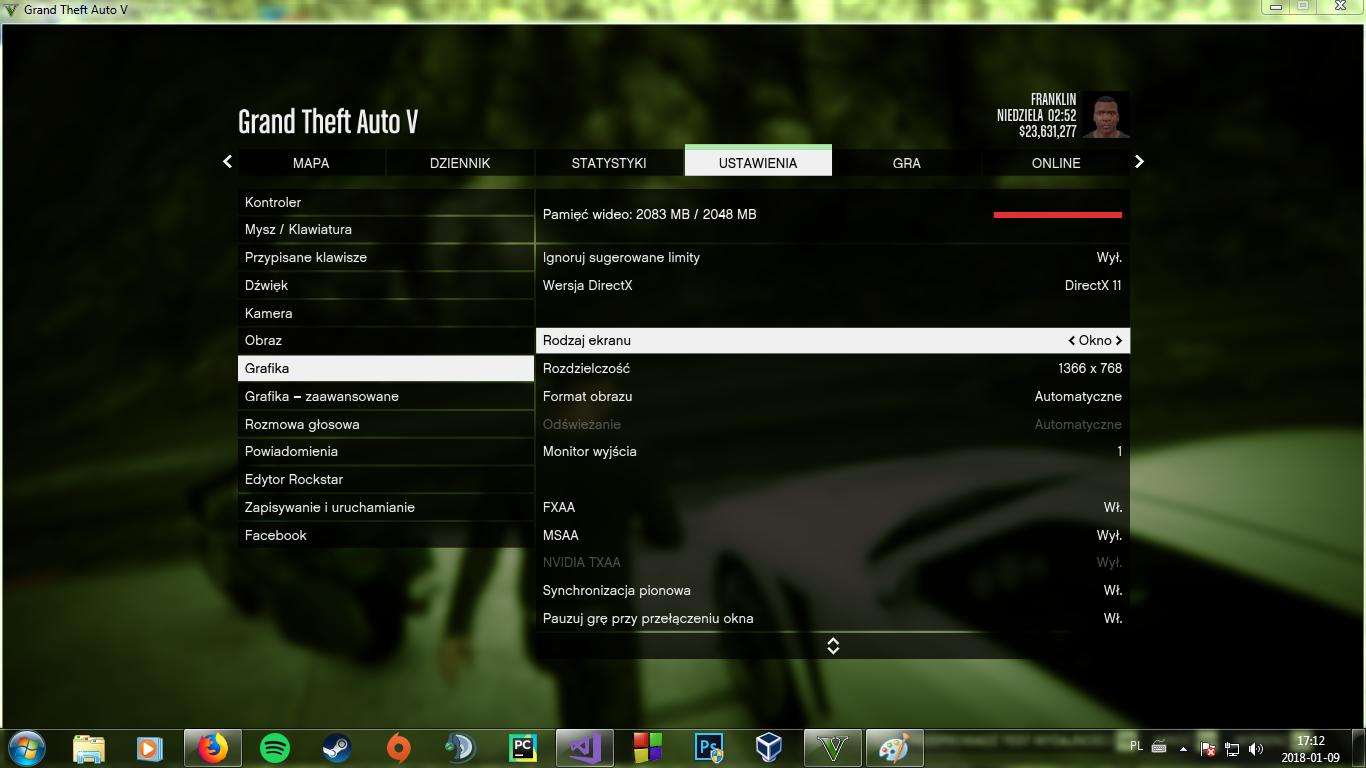 Grand Theft Auto V
Grand Theft Auto V
FRANKLIN
NIEDZIELA 02:52
$23,631,277
MAPA DZIENNIK STATYSTYKI USTAWIENIA GRA ONLINE
Kontroler
Mysz / Klawiatura
Przypisane klawisze
Dźwięk
Kamera
Obraz
Grafika
Grafika – zaawansowane
Rozmowa głosowa
Powiadomienia
Edytor Rockstar
Zapisywanie i uruchamianie
Facebook
Pamięć wideo: 2083 MB / 2048 MB
Ignoruj sugerowane limity Wył.
Wersja DirectX DirectX 11
Rodzaj ekranu Okno
Rozdzielczość 1366 x 768
Format obrazu Automatyczne
Odświeżanie Automatyczne
Monitor wyjścia 1
FXAA Wł.
MSAA Wył.
NVIDIA TXAA Wył.
Synchronizacja pionowa Wł.
Pauzuj grę przy przełączeniu okna Wł.
PC
Ps
PL
17:12
2018-01-09